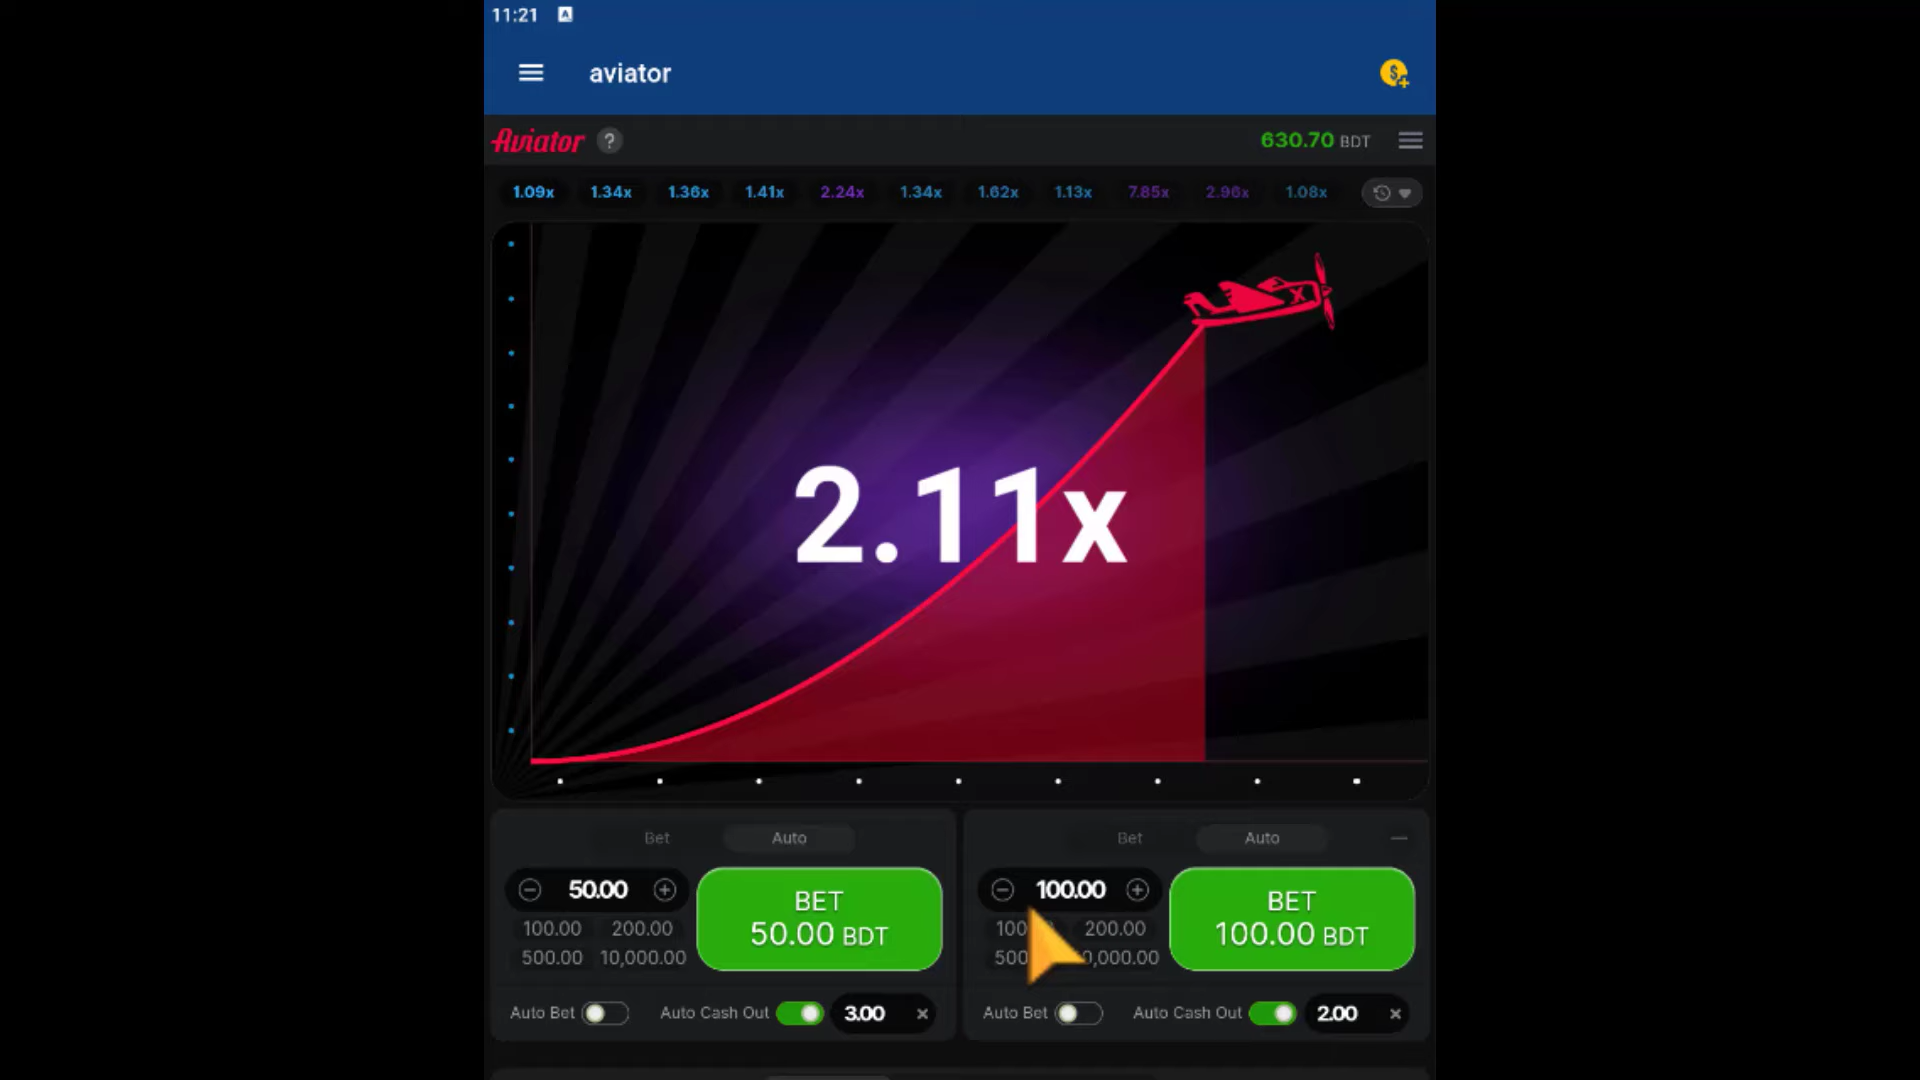 11:21 A
aviator
Aviator ? 630.70 BDT
1.09x 1.34x 1.36x 1.41x 2.24x 1.34x 1.62x 1.13x 7.85x 2.96x 1.08x
X
2.11x
Bet Auto
50.00
BET
50.00 BDT
100.00 200.00
500.00 10,000.00
Auto Bet Auto Cash Out 3.00
Bet Auto
100.00
BET
100.00 BDT
200.00
Auto Bet Auto Cash Out 2.00